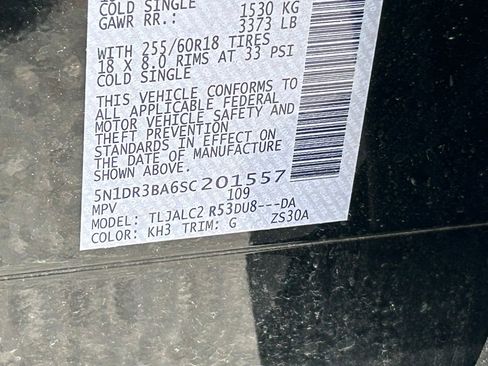 COLD SINGLE 1530 KG
GAWR RR.: 3373 LB
WITH 255/60R18 TIRES
18 X 8.0 RIMS AT 33 PSI
COLD SINGLE
THIS VEHICLE CONFORMS TO
ALL APPLICABLE FEDERAL
MOTOR VEHICLE SAFETY AND
THEFT PREVENTION
STANDARDS IN EFFECT ON
THE DATE OF MANUFACTURE
SHOWN ABOVE.
5N1DR3BA6SC201557
MPV 109
MODEL: TLJALC2 R53DU8---DA
COLOR: KH3 TRIM: G ZS30A